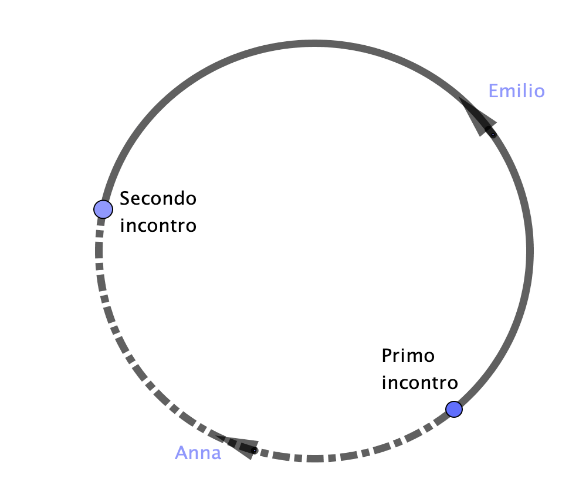 Emilio
Secondo
incontro
Primo
incontro
Anna